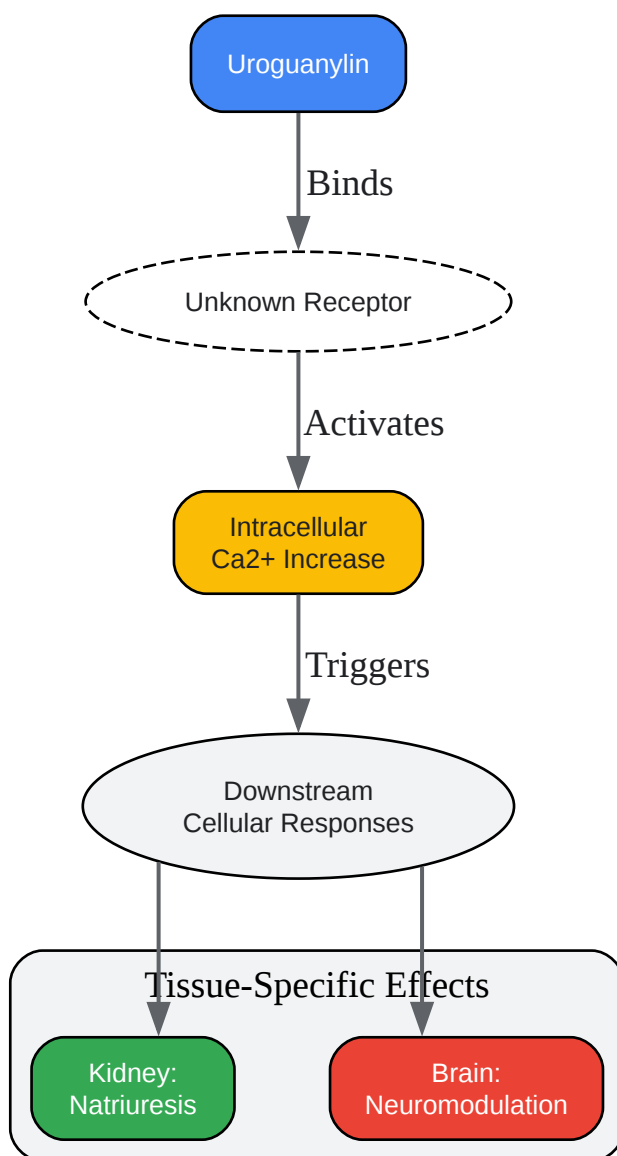 Uroguanylin
Binds
Unknown Receptor
Activates
Intracellular
Ca2+ Increase
Triggers
Downstream
Cellular Responses
Tissue-Specific Effects
Kidney:
Natriuresis
Brain:
Neuromodulation